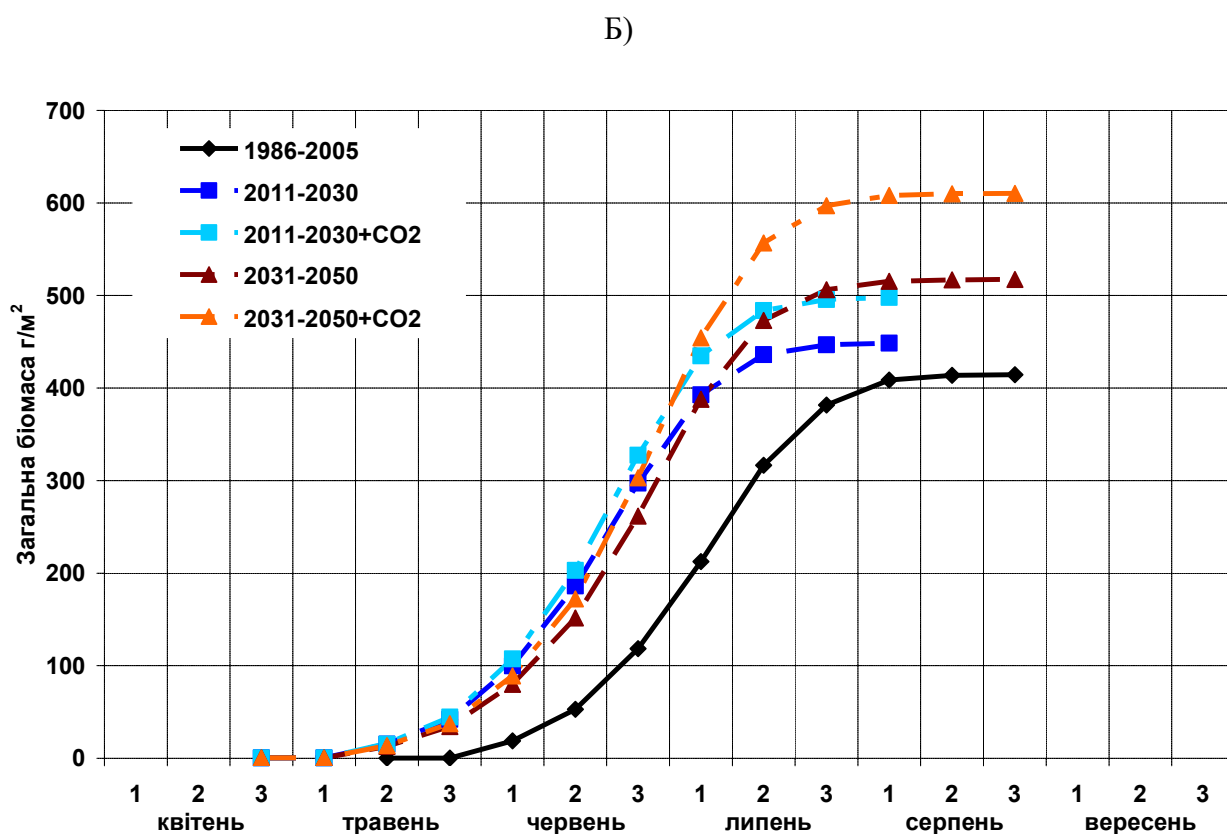 Б)
Загальна біомаса г/м²
700
600
500
400
300
200
100
0
1986-2005
2011-2030
2011-2030+CO2
2031-2050
2031-2050+CO2
1 2 3 1 2 3 1 2 3 1 2 3 1 2 3 1 2 3
квітень травень червень липень серпень вересень